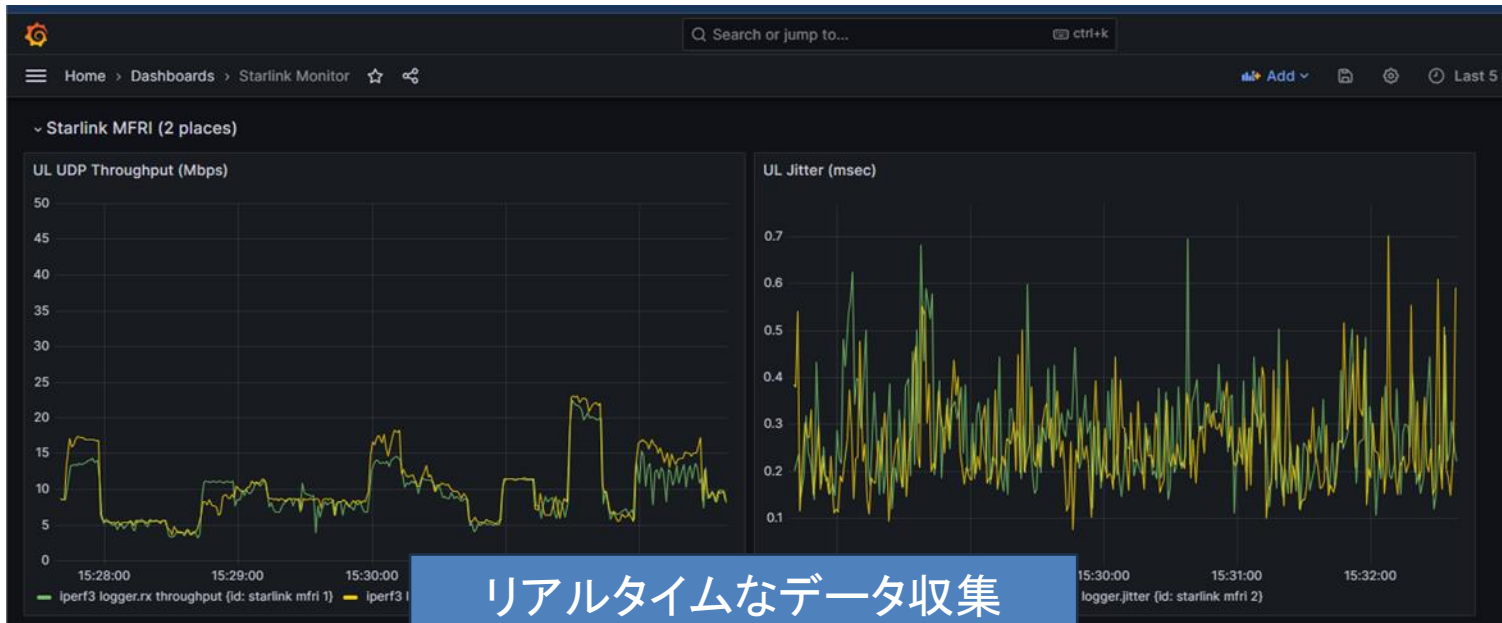 Search or jump to... ctrl+k
Home › Dashboards › Starlink Monitor Add Last 5
Starlink MFRI (2 places)
UL UDP Throughput (Mbps)
50
45
40
35
30
25
20
15
10
5
0
15:28:00 15:29:00 15:30:00
iperf3 logger.rx throughput {id: starlink mfri 1} iperf3 l
UL Jitter (msec)
0.7
0.6
0.5
0.4
0.3
0.2
0.1
15:30:00 15:31:00 15:32:00
logger.jitter {id: starlink mfri 2}
リアルタイムなデータ収集